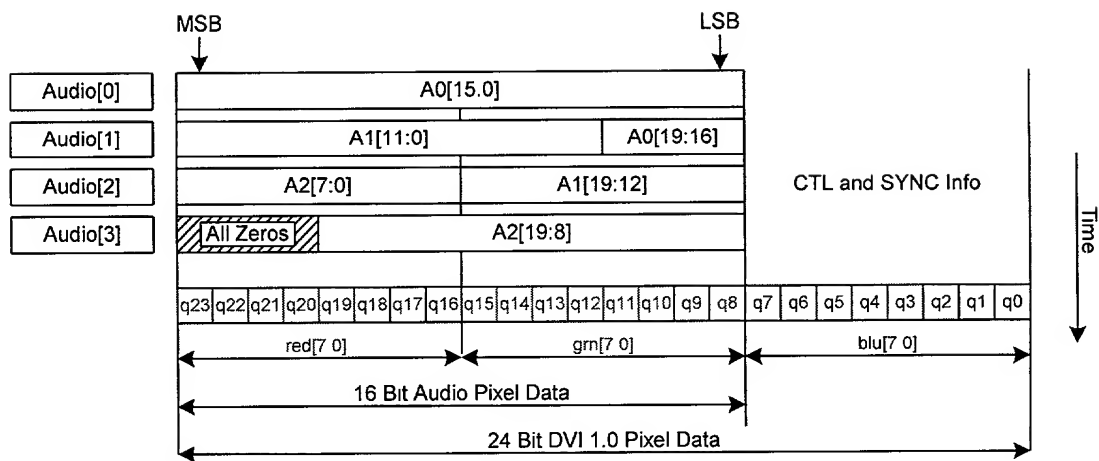 MSB LSB
Audio[0] A0[15.0]
Audio[1] A1[11:0] A0[19:16]
Audio[2] A2[7:0] A1[19:12] CTL and SYNC Info
Audio[3] All Zeros A2[19:8]
Time
q23 q22 q21 q20 q19 q18 q17 q16 q15 q14 q13 q12 q11 q10 q9 q8 q7 q6 q5 q4 q3 q2 q1 q0
red[7 0] grn[7 0] blu[7 0]
16 Bit Audio Pixel Data
24 Bit DVI 1.0 Pixel Data